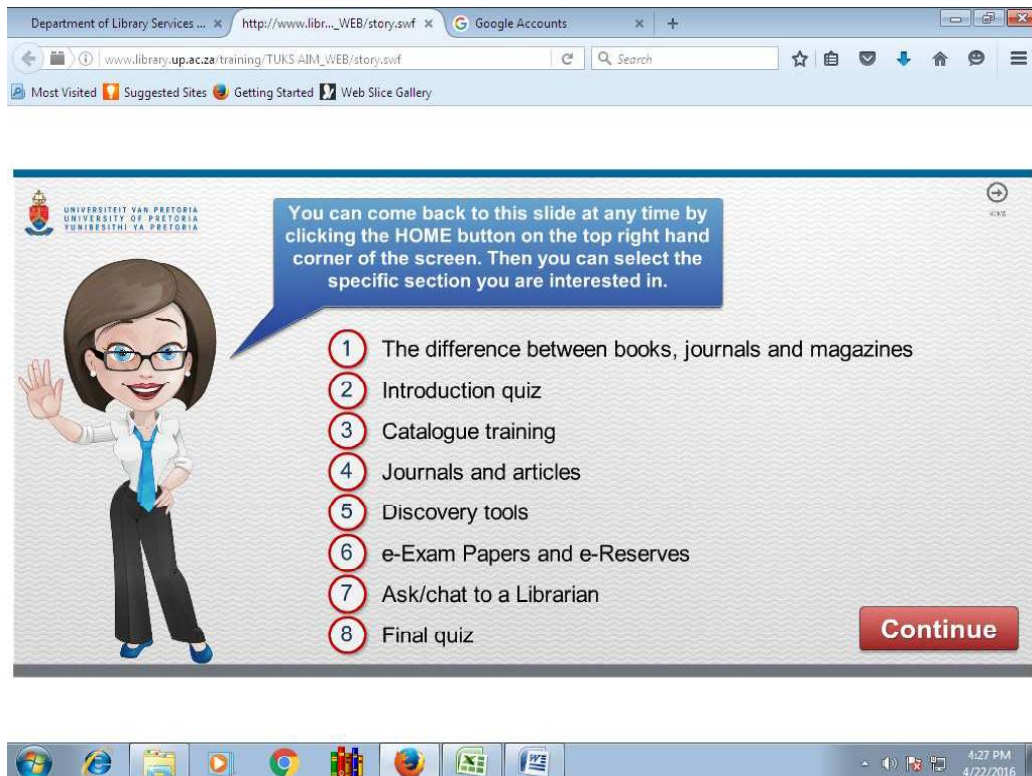 Department of Library Services ...
http://www.libr..._WEB/story.swf
Google Accounts
www.library.up.ac.za/training/TUKS AIM_WEB/story.swf
Search
Most Visited Suggested Sites Getting Started Web Slice Gallery
UNIVERSITEIT VAN PRETORIA
UNIVERSITY OF PRETORIA
YUNIBESITHI YA PRETORIA
You can come back to this slide at any time by
clicking the HOME button on the top right hand
corner of the screen. Then you can select the
specific section you are interested in.
HOME
1 The difference between books, journals and magazines
2 Introduction quiz
3 Catalogue training
4 Journals and articles
5 Discovery tools
6 e-Exam Papers and e-Reserves
7 Ask/chat to a Librarian
8 Final quiz
Continue
4:27 PM
4/22/2016